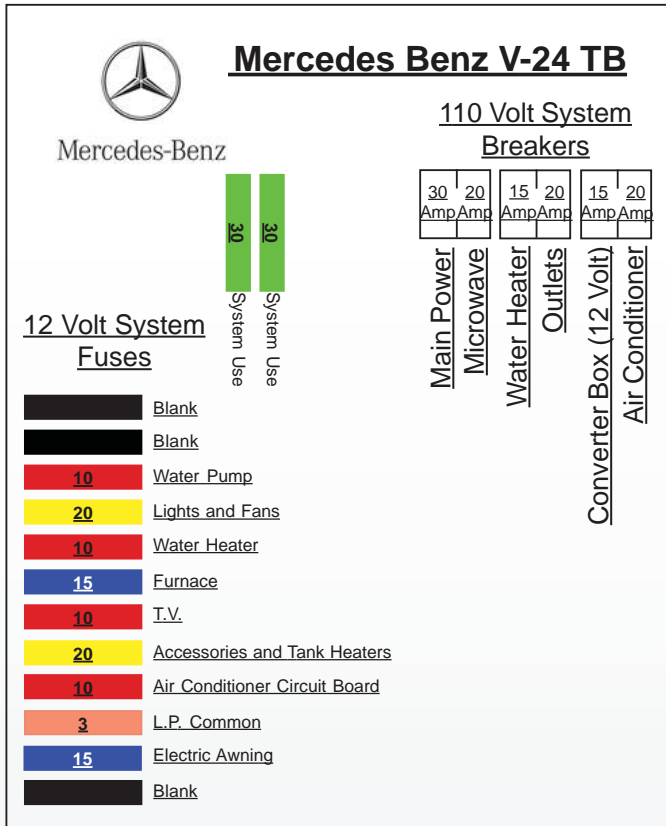 Mercedes Benz V-24 TB
Mercedes-Benz
110 Volt System
Breakers
30 20 15 20 15 20
Amp Amp Amp Amp Amp Amp
Main Power
Microwave
Water Heater
Outlets
Converter Box (12 Volt)
Air Conditioner
30 30
System Use
System Use
12 Volt System
Fuses
Blank
Blank
10 Water Pump
20 Lights and Fans
10 Water Heater
15 Furnace
10 T.V.
20 Accessories and Tank Heaters
10 Air Conditioner Circuit Board
3 L.P. Common
15 Electric Awning
Blank